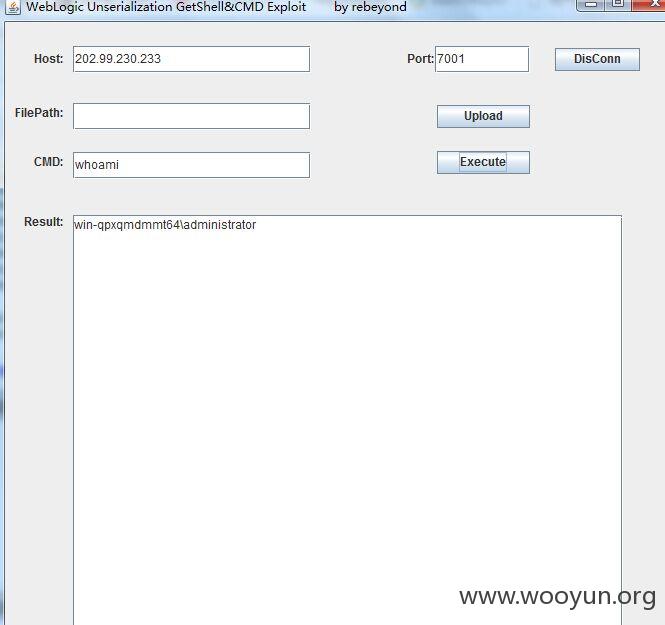 WebLogic Unserialization GetShell&CMD Exploit by rebeyond
Host: 202.99.230.233 Port: 7001 DisConn
FilePath: Upload
CMD: whoami Execute
Result: win-qpxqmdmmt64\administrator
www.wooyun.org